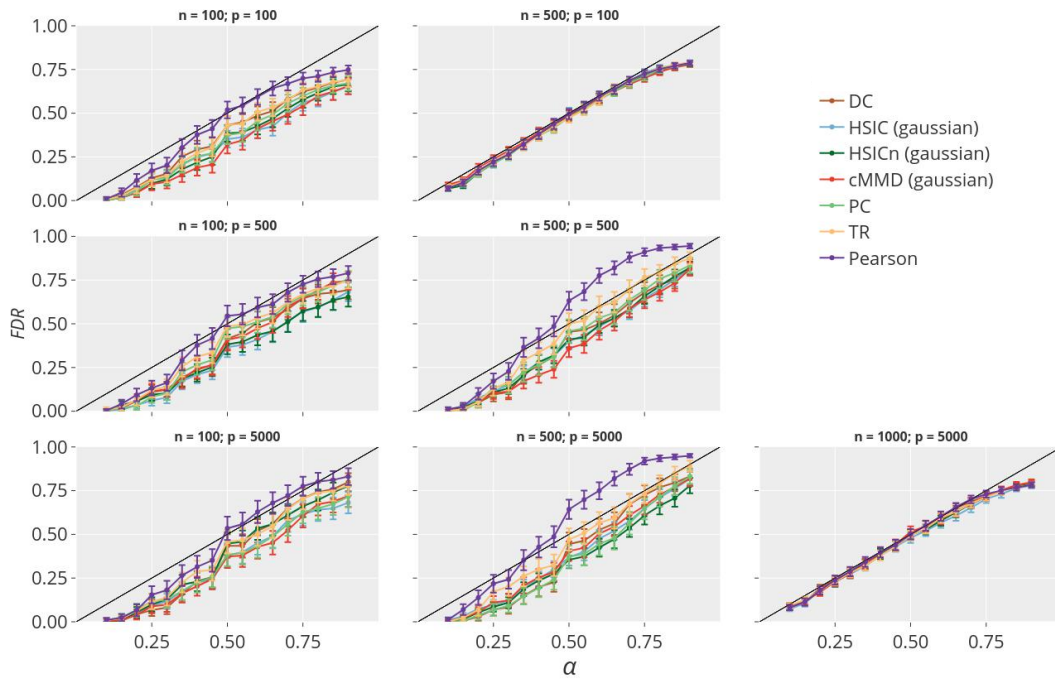 n = 100; p = 100
n = 500; p = 100
1.00
0.75
0.50
0.25
0.00
DC
HSIC (gaussian)
HSICn (gaussian)
cMMD (gaussian)
PC
TR
Pearson
n = 100; p = 500
n = 500; p = 500
1.00
0.75
0.50
0.25
0.00
FDR
n = 100; p = 5000
n = 500; p = 5000
n = 1000; p = 5000
1.00
0.75
0.50
0.25
0.00
0.25 0.50 0.75 0.25 0.50 0.75 0.25 0.50 0.75
α